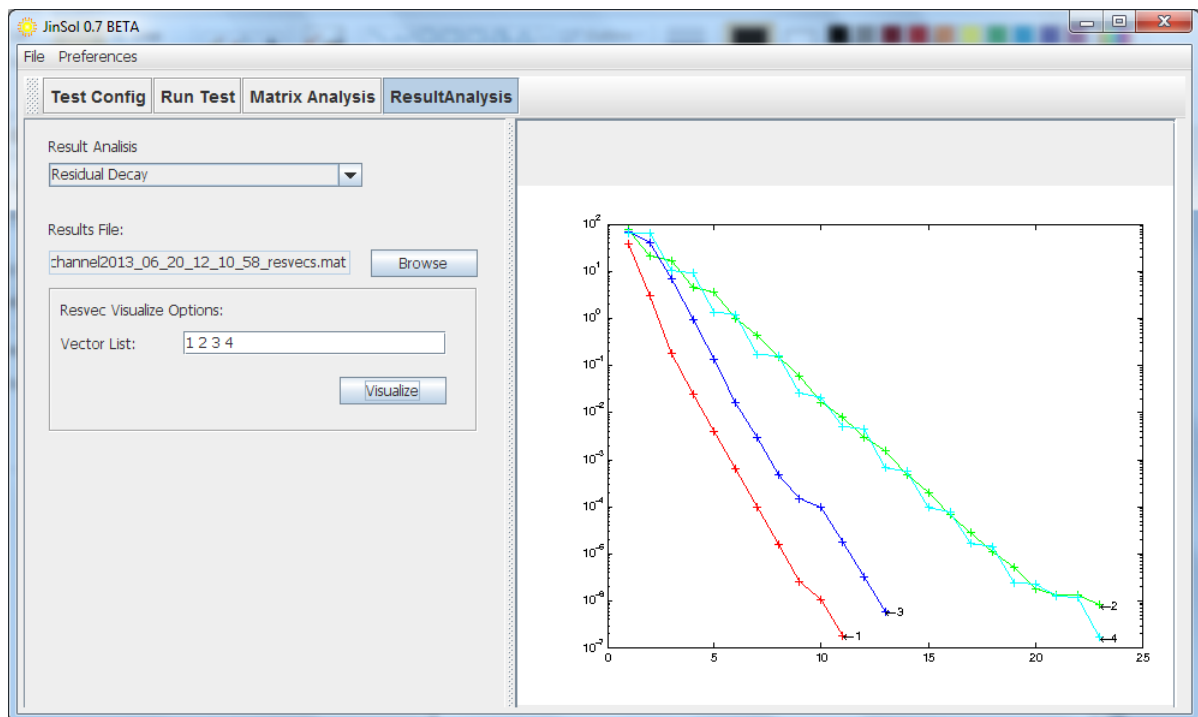 JinSol 0.7 BETA
File Preferences
Test Config Run Test Matrix Analysis ResultAnalysis
Result Analisis
Residual Decay
Results File:
channel2013_06_20_12_10_58_resvecs.mat Browse
Resvec Visualize Options:
Vector List: 1 2 3 4
Visualize
10^2
10^1
10^0
10^-1
10^-2
10^-3
10^-4
10^-5
10^-6
10^-7
0 5 10 15 20 25
1
3
2
4